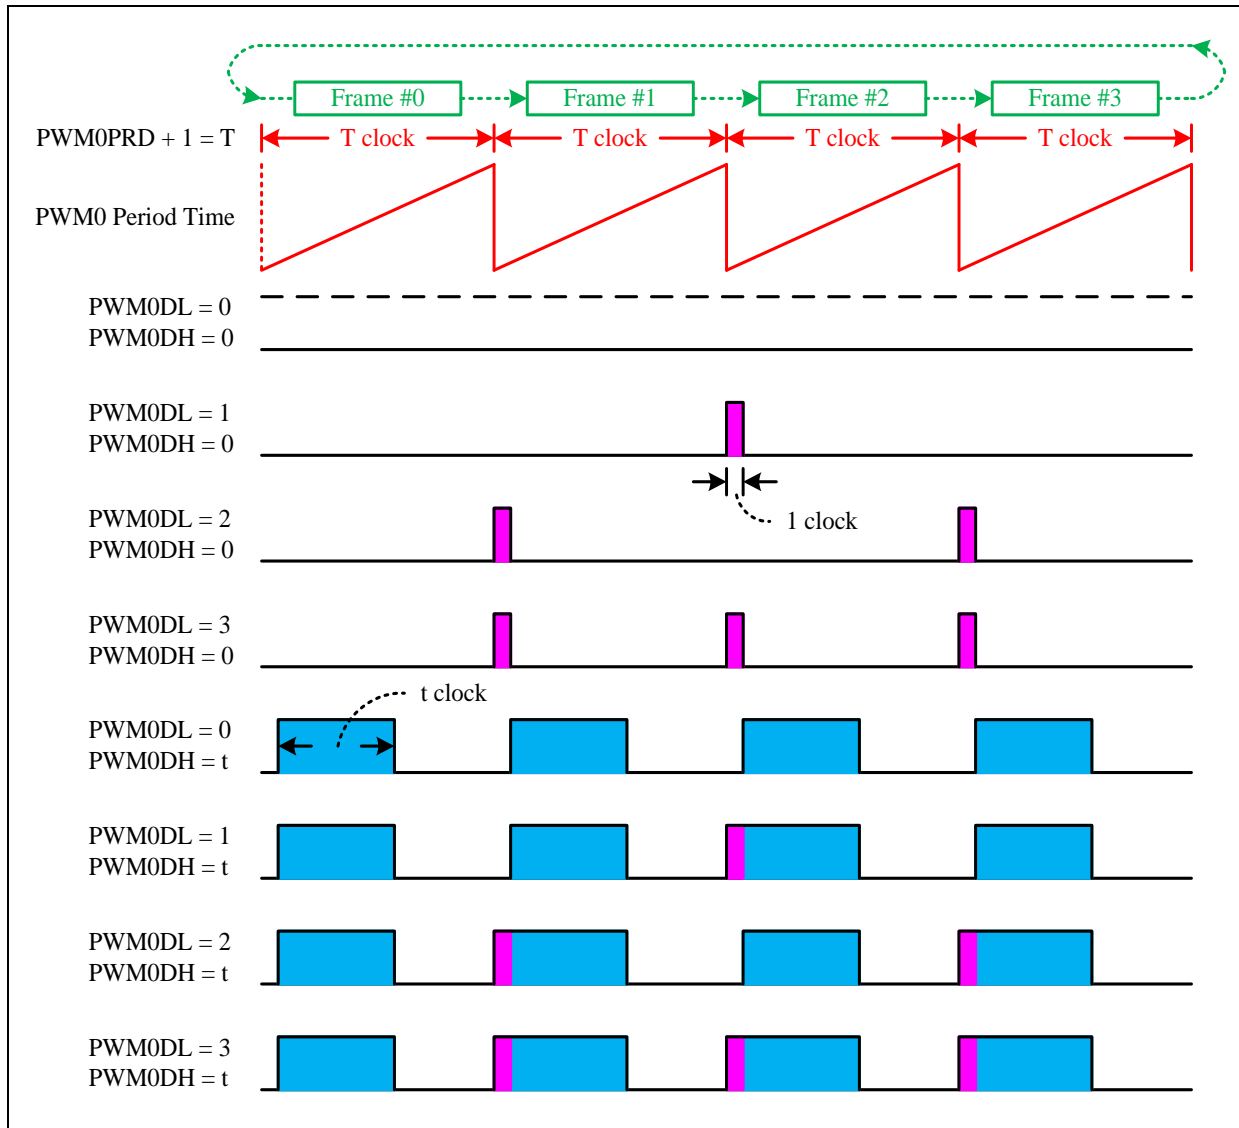 Frame #0 Frame #1 Frame #2 Frame #3
PWM0PRD + 1 = T T clock T clock T clock T clock
PWM0 Period Time
PWM0DL = 0
PWM0DH = 0
PWM0DL = 1
PWM0DH = 0
1 clock
PWM0DL = 2
PWM0DH = 0
PWM0DL = 3
PWM0DH = 0
t clock
PWM0DL = 0
PWM0DH = t
PWM0DL = 1
PWM0DH = t
PWM0DL = 2
PWM0DH = t
PWM0DL = 3
PWM0DH = t